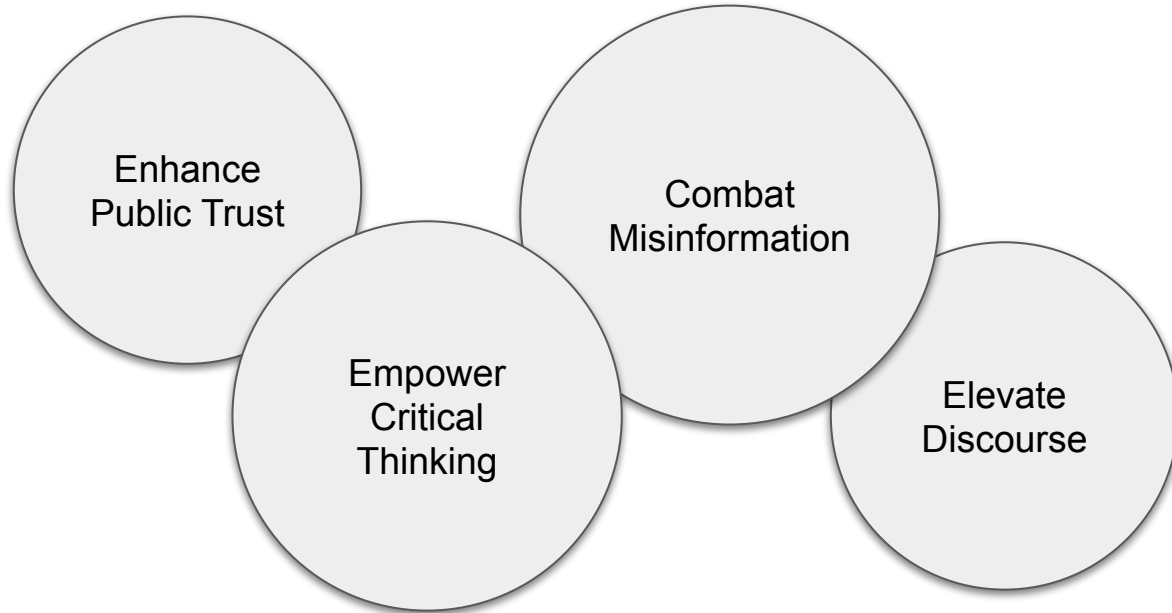 Enhance
Public Trust
Empower
Critical
Thinking
Combat
Misinformation
Elevate
Discourse